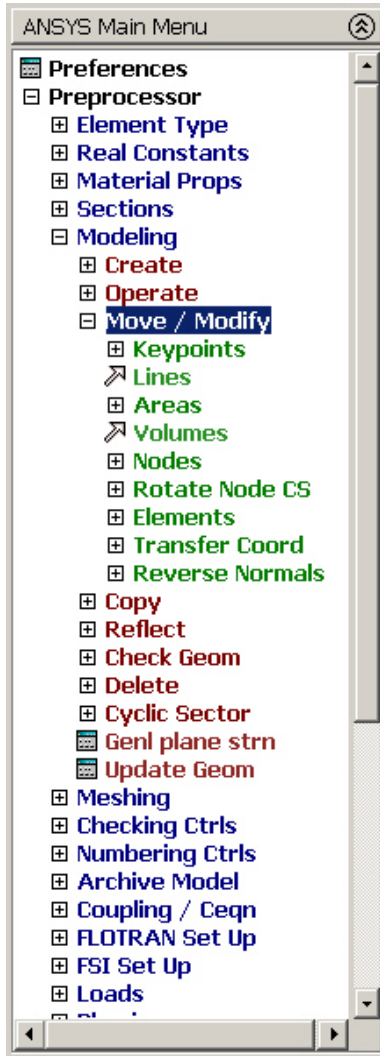 ANSYS Main Menu
Preferences
Preprocessor
Element Type
Real Constants
Material Props
Sections
Modeling
Create
Operate
Move / Modify
Keypoints
Lines
Areas
Volumes
Nodes
Rotate Node CS
Elements
Transfer Coord
Reverse Normals
Copy
Reflect
Check Geom
Delete
Cyclic Sector
Genl plane strn
Update Geom
Meshing
Checking Ctrls
Numbering Ctrls
Archive Model
Coupling / Ceqn
FLOTRAN Set Up
FSI Set Up
Loads